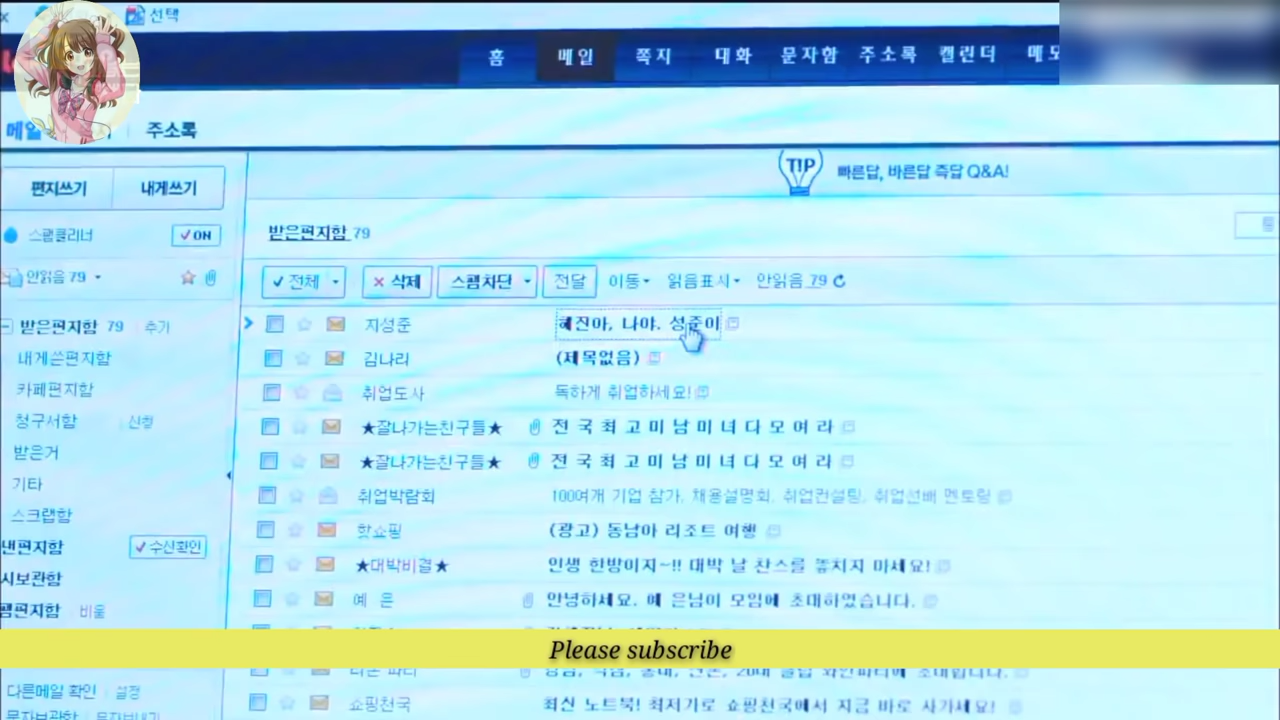 선택
홈 메일 쪽지 대화 문자함 주소록 캘린더
주소록
TIP 빠른답, 바른답 즉답 Q&A!
편지쓰기 내게쓰기
스팸클리너 ON
받은편지함 79
안읽음 79
전체 삭제 스팸차단 전달 이동 읽음표시 안읽음 79
받은편지함 79 추가
지성준 혜진아, 나야. 성준이
내게쓴편지함
김나리 (제목없음)
카페편지함
취업도사 독하게 취업하세요!
청구서함 신청
★잘나가는친구들★ 전 국 최 고 미 남 미 녀 다 모 여 라
받은거
★잘나가는친구들★ 전 국 최 고 미 남 미 녀 다 모 여 라
기타
취업박람회 100여개 기업 참가, 채용설명회, 취업컨설팅, 취업선배 멘토링
스크랩함
핫쇼핑 (광고) 동남아 리조트 여행
낸편지함 수신확인
★대박비결★ 인생 한방이지~!! 대박 날 찬스를 놓치지 마세요!
시보관함
예 은 안녕하세요. 예 은님이 모임에 초대하였습니다.
팸편지함 비움
Please subscribe
다른메일 확인 설정
쇼핑천국 최신 노트북! 최저기로 쇼핑천국에서 지금 바로 사가세요!